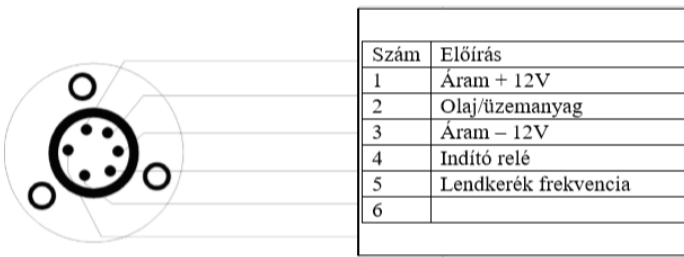 Szám Előírás
1 Áram + 12V
2 Olaj/üzemanyag
3 Áram – 12V
4 Indító relé
5 Lendkerék frekvencia
6